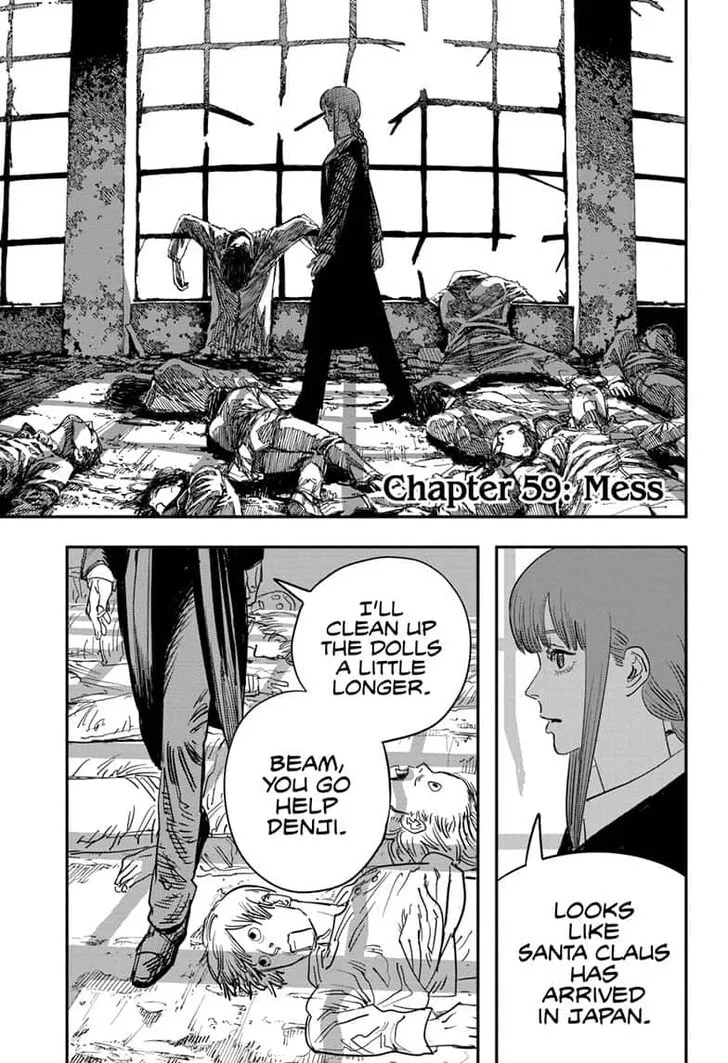 Chapter 59: Mess
LOOKS
LIKE
SANTA CLAUS
HAS
ARRIVED
IN JAPAN.
I'LL
CLEAN UP
THE DOLLS
A LITTLE
LONGER.
BEAM,
YOU GO
HELP
DENJI.